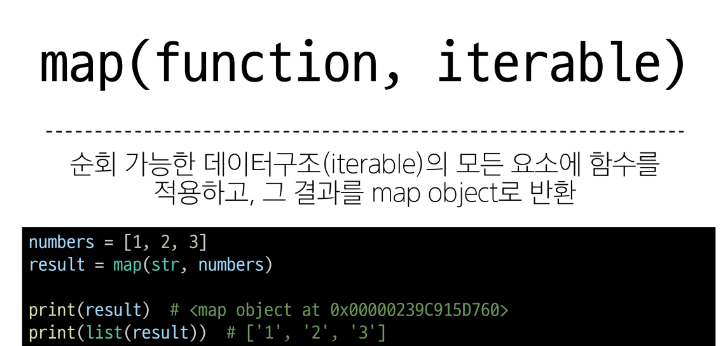 map(function, iterable)
순회 가능한 데이터구조(iterable)의 모든 요소에 함수를
적용하고, 그 결과를 map object로 반환
numbers = [1, 2, 3]
result = map(str, numbers)
print(result)  # <map object at 0x00000239C915D760>
print(list(result))  # ['1', '2', '3']